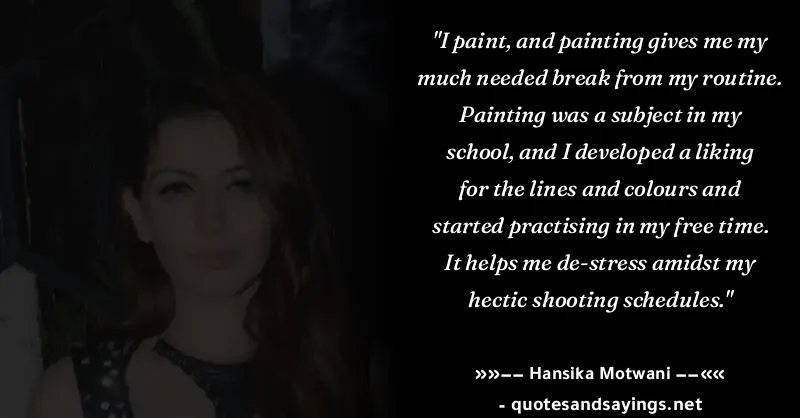 "I paint, and painting gives me my
much needed break from my routine.
Painting was a subject in my
school, and I developed a liking
for the lines and colours and
started practising in my free time.
It helps me de-stress amidst my
hectic shooting schedules."
»»−− Hansika Motwani −−««
- quotesandsayings.net